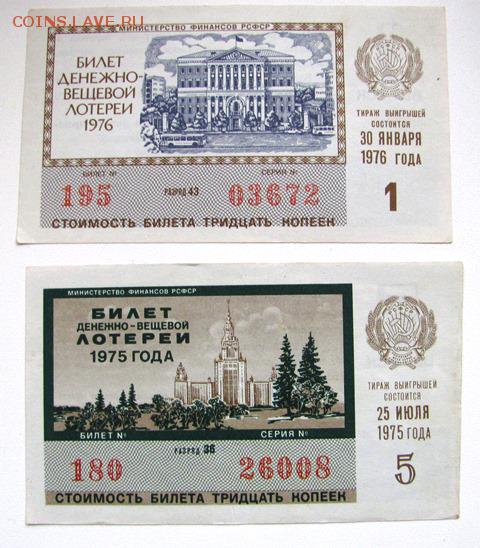 COINS.LAVE.RU
МИНИСТЕРСТВО ФИНАНСОВ РСФСР
БИЛЕТ
ДЕНЕЖНО-
ВЕЩЕВОЙ
ЛОТЕРЕИ
1976
ТИРАЖ ВЫИГРЫШЕЙ
СОСТОИТСЯ
30 ЯНВАРЯ
1976 ГОДА
1
БИЛЕТ №
СЕРИЯ №
195
РАЗРЯД 43
03672
СТОИМОСТЬ БИЛЕТА ТРИДЦАТЬ КОПЕЕК
МИНИСТЕРСТВО ФИНАНСОВ РСФСР
БИЛЕТ
ДЕНЕЖНО-ВЕЩЕВОЙ
ЛОТЕРЕИ
1975 ГОДА
ТИРАЖ ВЫИГРЫШЕЙ
СОСТОИТСЯ
25 ИЮЛЯ
1975 ГОДА
5
БИЛЕТ №
СЕРИЯ №
180
РАЗРЯД 36
26008
СТОИМОСТЬ БИЛЕТА ТРИДЦАТЬ КОПЕЕК